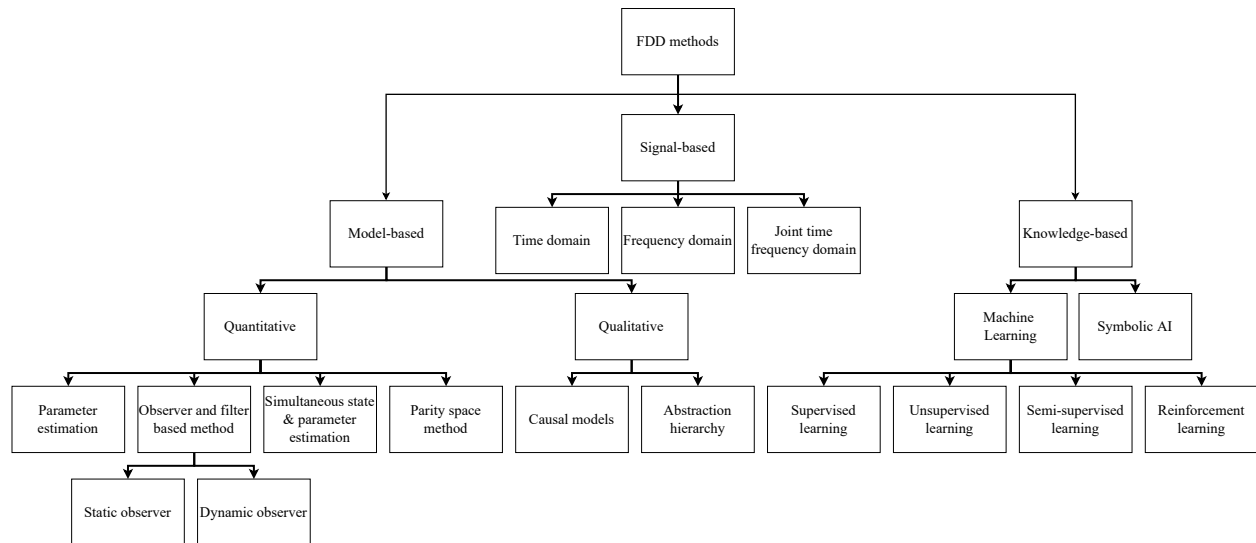 FDD methods
Signal-based
Model-based
Time domain
Frequency domain
Joint time
frequency domain
Knowledge-based
Quantitative
Qualitative
Machine
Learning
Symbolic AI
Parameter
estimation
Observer and filter
based method
Simultaneous state
& parameter
estimation
Parity space
method
Causal models
Abstraction
hierarchy
Supervised
learning
Unsupervised
learning
Semi-supervised
learning
Reinforcement
learning
Static observer
Dynamic observer